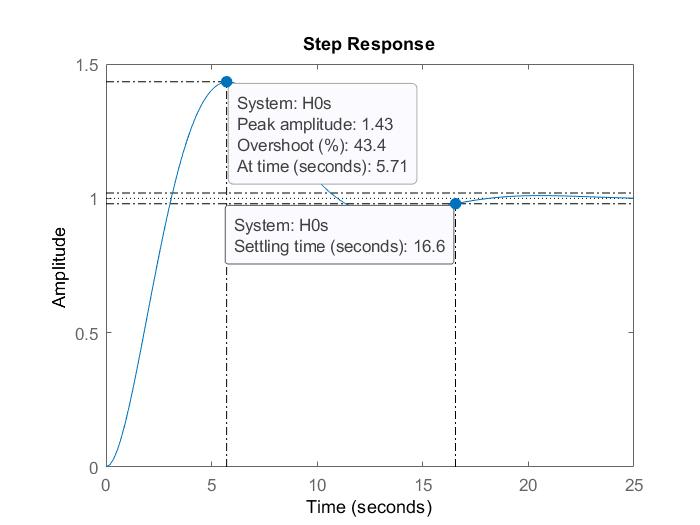 Step Response
1.5
System: H0s
Peak amplitude: 1.43
Overshoot (%): 43.4
At time (seconds): 5.71
1
System: H0s
Settling time (seconds): 16.6
Amplitude
0.5
0
0 5 10 15 20 25
Time (seconds)